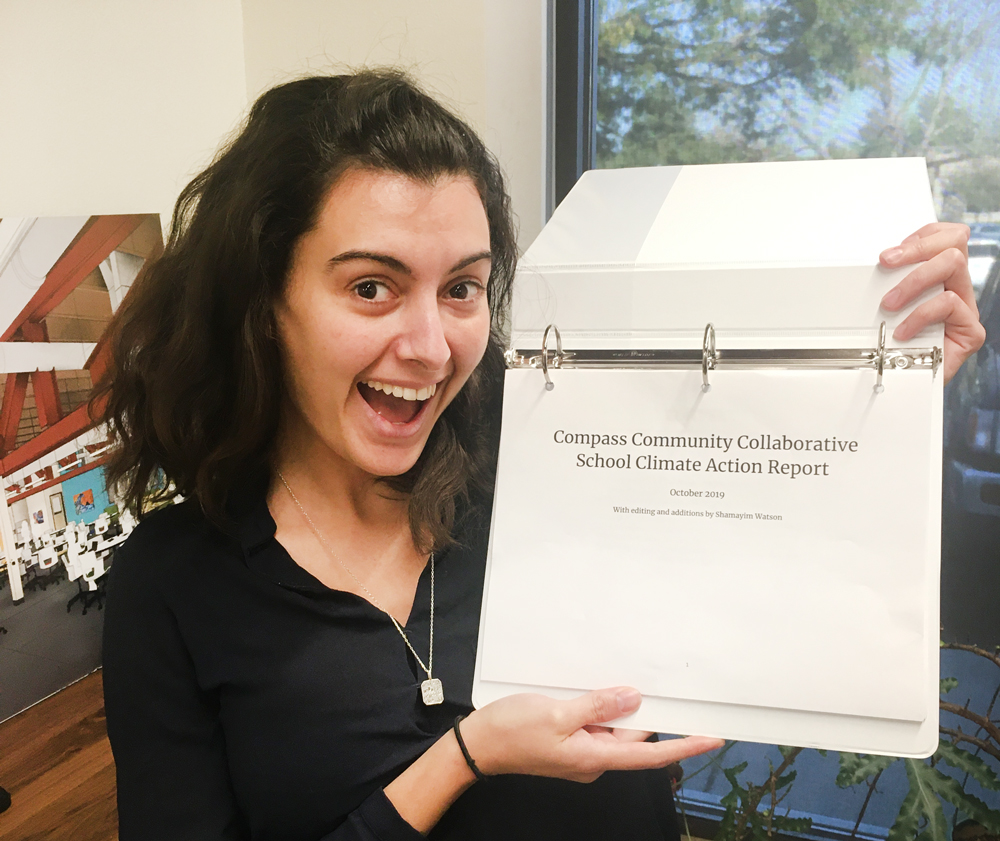 Compass Community Collaborative
School Climate Action Report
October 2019
With editing and additions by Shamayim Watson
1